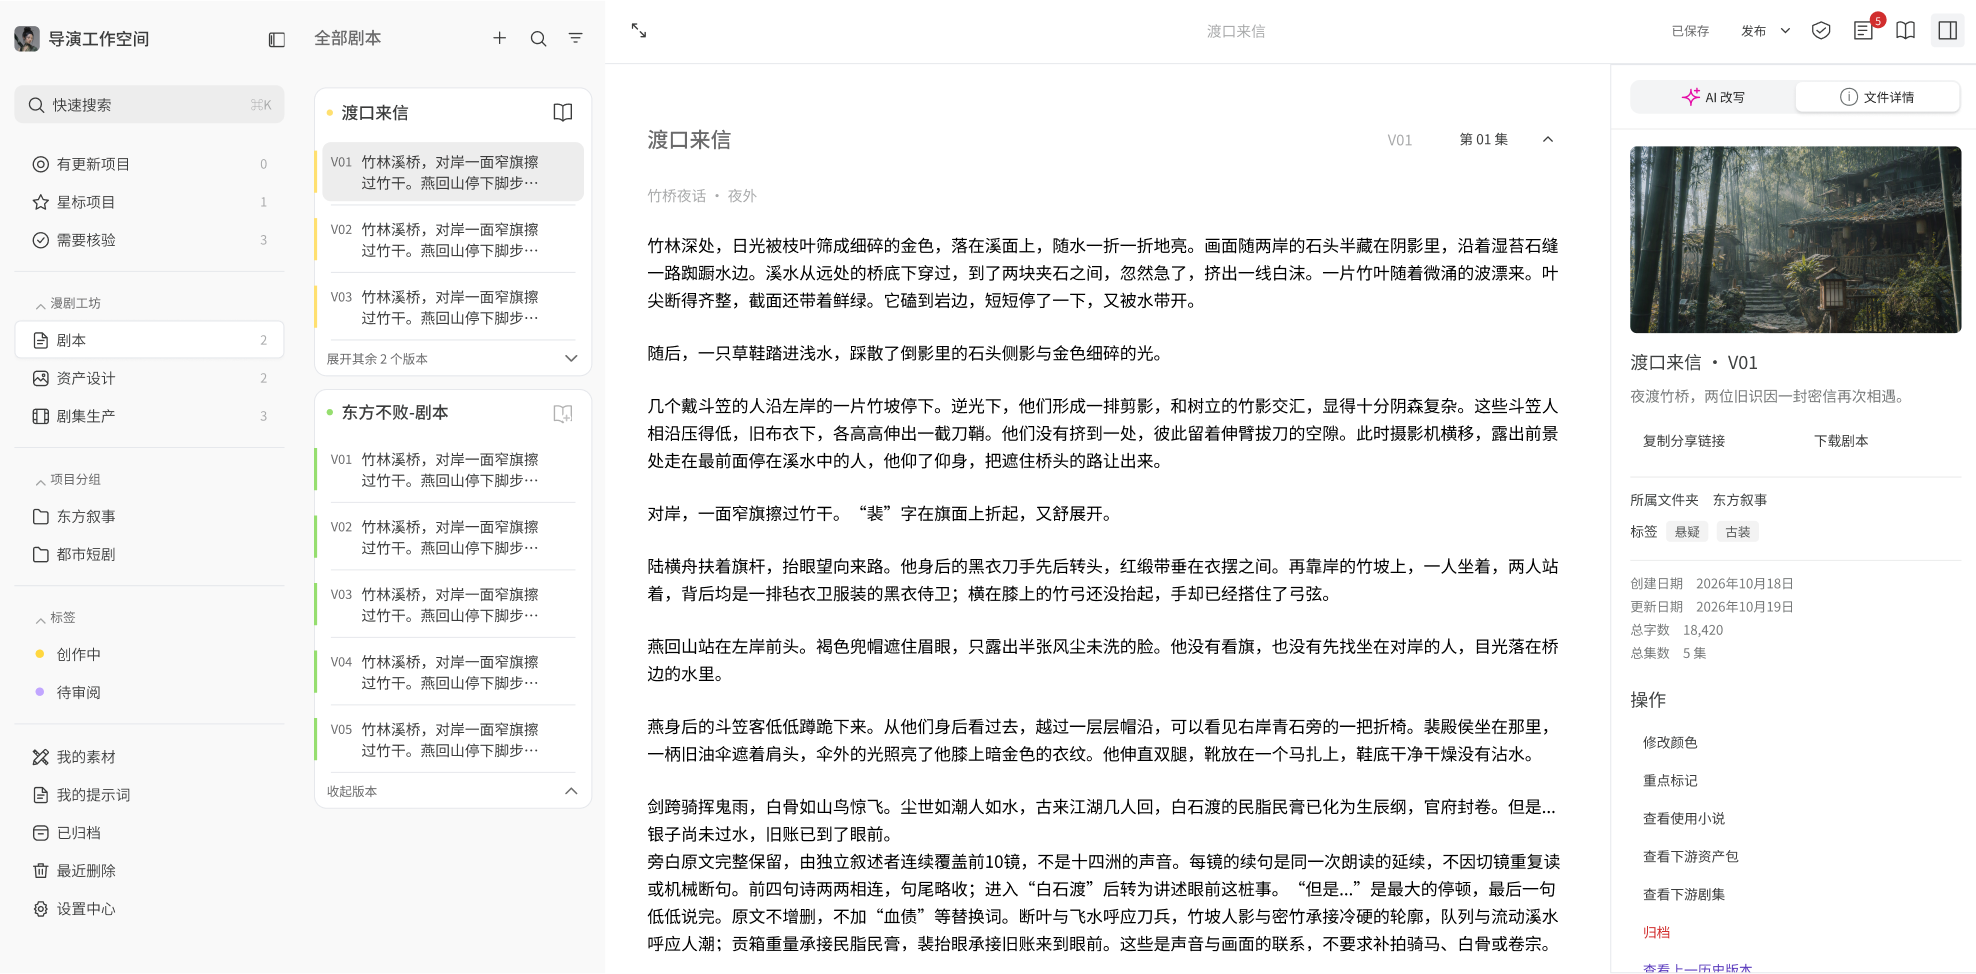 导演工作空间
快速搜索 ⌘K
有更新项目 0
星标项目 1
需要核验 3
漫剧工坊
剧本 2
资产设计 2
剧集生产 3
项目分组
东方叙事
都市短剧
标签
创作中
待审阅
我的素材
我的提示词
已归档
最近删除
设置中心
全部剧本
渡口来信
V01 竹林溪桥，对岸一面窄旗擦
过竹干。燕回山停下脚步…
V02 竹林溪桥，对岸一面窄旗擦
过竹干。燕回山停下脚步…
V03 竹林溪桥，对岸一面窄旗擦
过竹干。燕回山停下脚步…
展开其余 2 个版本
东方不败-剧本
V01 竹林溪桥，对岸一面窄旗擦
过竹干。燕回山停下脚步…
V02 竹林溪桥，对岸一面窄旗擦
过竹干。燕回山停下脚步…
V03 竹林溪桥，对岸一面窄旗擦
过竹干。燕回山停下脚步…
V04 竹林溪桥，对岸一面窄旗擦
过竹干。燕回山停下脚步…
V05 竹林溪桥，对岸一面窄旗擦
过竹干。燕回山停下脚步…
收起版本
渡口来信
已保存 发布 5
渡口来信 V01 第 01 集
竹桥夜话 • 夜外
竹林深处，日光被枝叶筛成细碎的金色，落在溪面上，随水一折一折地亮。画面随两岸的石头半藏在阴影里，沿着湿苔石缝
一路踟蹰水边。溪水从远处的桥底下穿过，到了两块夹石之间，忽然急了，挤出一线白沫。一片竹叶随着微涌的波漂来。叶
尖断得齐整，截面还带着鲜绿。它磕到岩边，短短停了一下，又被水带开。
随后，一只草鞋踏进浅水，踩散了倒影里的石头侧影与金色细碎的光。
几个戴斗笠的人沿左岸的一片竹坡停下。逆光下，他们形成一排剪影，和树立的竹影交汇，显得十分阴森复杂。这些斗笠人
相沿压得低，旧布衣下，各高高伸出一截刀鞘。他们没有挤到一处，彼此留着伸臂拔刀的空隙。此时摄影机横移，露出前景
处走在最前面停在溪水中的人，他仰了仰身，把遮住桥头的路让出来。
对岸，一面窄旗擦过竹干。“裴”字在旗面上折起，又舒展开。
陆横舟扶着旗杆，抬眼望向来路。他身后的黑衣刀手先后转头，红缎带垂在衣摆之间。再靠岸的竹坡上，一人坐着，两人站
着，背后均是一排毡衣卫服装的黑衣侍卫；横在膝上的竹弓还没抬起，手却已经搭住了弓弦。
燕回山站在左岸前头。褐色兜帽遮住眉眼，只露出半张风尘未洗的脸。他没有看旗，也没有先找坐在对岸的人，目光落在桥
边的水里。
燕身后的斗笠客低低蹲跪下来。从他们身后看过去，越过一层层帽沿，可以看见右岸青石旁的一把折椅。裴殿侯坐在那里，
一柄旧油伞遮着肩头，伞外的光照亮了他膝上暗金色的衣纹。他伸直双腿，靴放在一个马扎上，鞋底干净干燥没有沾水。
剑跨骑挥鬼雨，白骨如山鸟惊飞。尘世如潮人如水，古来江湖几人回，白石渡的民脂民膏已化为生辰纲，官府封卷。但是...
银子尚未过水，旧账已到了眼前。
旁白原文完整保留，由独立叙述者连续覆盖前10镜，不是十四洲的声音。每镜的续句是同一次朗读的延续，不因切镜重复读
或机械断句。前四句诗两两相连，句尾略收；进入“白石渡”后转为讲述眼前这桩事。“但是...”是最大的停顿，最后一句
低低说完。原文不增删，不加“血债”等替换词。断叶与飞水呼应刀兵，竹坡人影与密竹承接冷硬的轮廓，队列与流动溪水
呼应人潮；贡箱重量承接民脂民膏，裴抬眼承接旧账来到眼前。这些是声音与画面的联系，不要求补拍骑马、白骨或卷宗。
AI 改写 文件详情
渡口来信 • V01
夜渡竹桥，两位旧识因一封密信再次相遇。
复制分享链接 下载剧本
所属文件夹 东方叙事
标签 悬疑 古装
创建日期 2026年10月18日
更新日期 2026年10月19日
总字数 18,420
总集数 5 集
操作
修改颜色
重点标记
查看使用小说
查看下游资产包
查看下游剧集
归档
查看上一历史版本